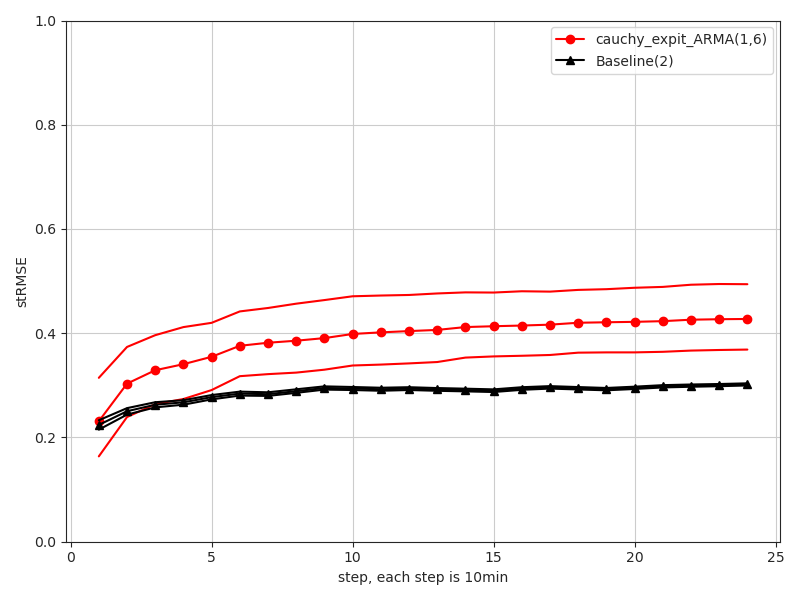 cauchy_expit_ARMA(1,6)
Baseline(2)
stRMSE
1.0
0.8
0.6
0.4
0.2
0.0
0 5 10 15 20 25
step, each step is 10min